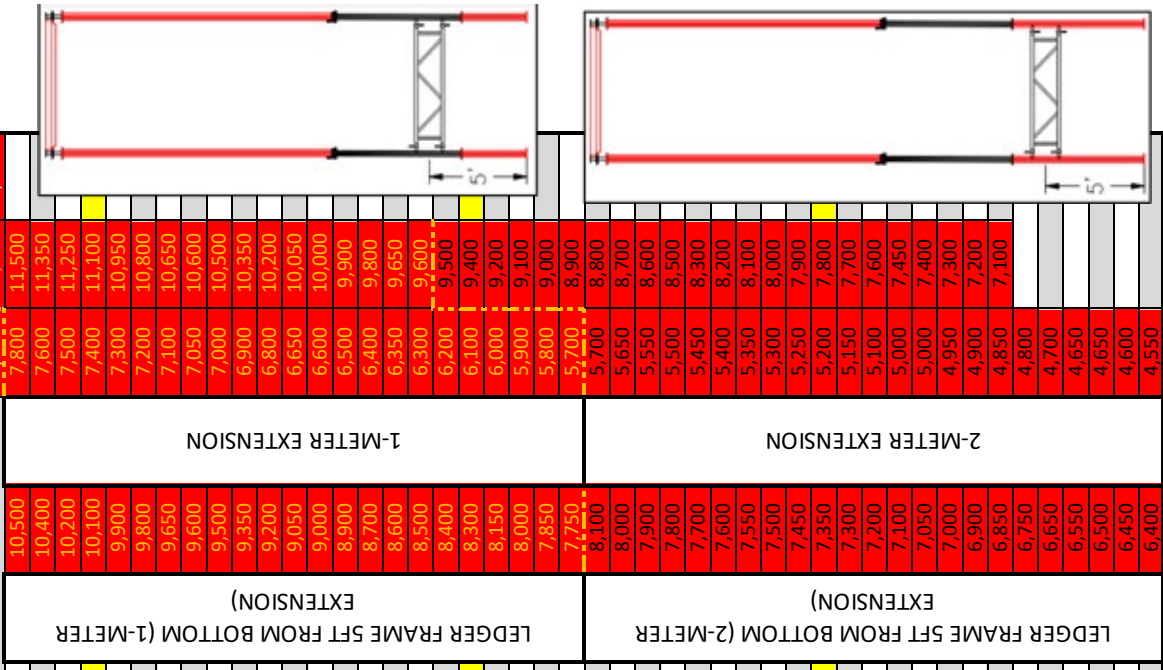 5'
5'
11,500 11,350 11,250 11,100 10,950 10,800 10,650 10,600 10,500 10,350 10,200 10,050 10,000 9,900 9,800 9,650 9,600 9,500 9,400 9,200 9,100 9,000 8,900 8,800 8,700 8,600 8,500 8,300 8,200 8,100 8,000 7,900 7,800 7,700 7,600 7,450 7,400 7,300 7,200 7,100
7,800 7,600 7,500 7,400 7,300 7,200 7,100 7,050 7,000 6,900 6,800 6,650 6,600 6,500 6,400 6,350 6,300 6,200 6,100 6,000 5,900 5,800 5,700 5,700 5,650 5,550 5,500 5,450 5,400 5,350 5,300 5,250 5,200 5,150 5,100 5,000 5,000 4,950 4,900 4,850 4,800 4,700 4,650 4,650 4,600 4,550
1-METER EXTENSION
2-METER EXTENSION
10,500 10,400 10,200 10,100 9,900 9,800 9,650 9,600 9,500 9,350 9,200 9,050 9,000 8,900 8,700 8,600 8,500 8,400 8,300 8,150 8,000 7,850 7,750 8,100 8,000 7,900 7,800 7,700 7,600 7,550 7,500 7,450 7,350 7,300 7,200 7,100 7,050 7,000 6,900 6,850 6,750 6,650 6,550 6,500 6,450 6,400
LEDGER FRAME 5FT FROM BOTTOM (1-METER
EXTENSION)
LEDGER FRAME 5FT FROM BOTTOM (2-METER
EXTENSION)